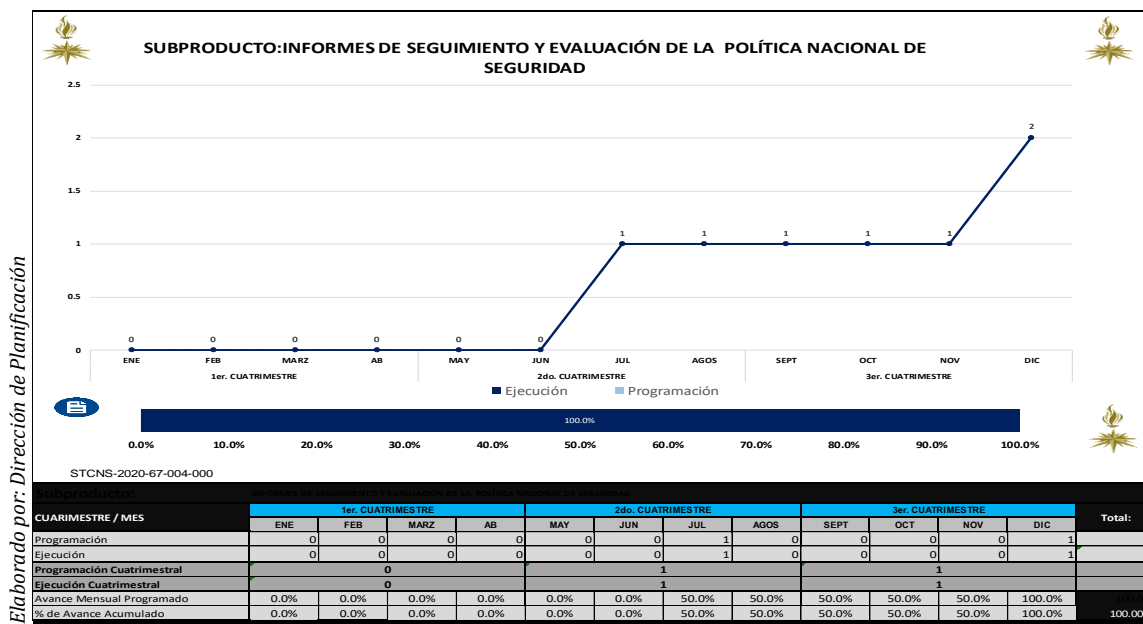 SUBPRODUCTO:INFORMES DE SEGUIMIENTO Y EVALUACIÓN DE LA POLÍTICA NACIONAL DE
SEGURIDAD
2.5
2
1.5
1
0.5
0
0 0 0 0 0 0 1 1 1 1 1 2
ENE FEB MARZ AB MAY JUN JUL AGOS SEPT OCT NOV DIC
1er. CUATRIMESTRE 2do. CUATRIMESTRE 3er. CUATRIMESTRE
Ejecución Programación
100.0%
0.0% 10.0% 20.0% 30.0% 40.0% 50.0% 60.0% 70.0% 80.0% 90.0% 100.0%
STCNS-2020-67-004-000
Subproducto: INFORMES DE SEGUIMIENTO Y EVALUACIÓN DE LA POLÍTICA NACIONAL DE SEGURIDAD
CUARIMESTRE / MES 1er. CUATRIMESTRE 2do. CUATRIMESTRE 3er. CUATRIMESTRE Total:
ENE FEB MARZ AB MAY JUN JUL AGOS SEPT OCT NOV DIC
Programación 0 0 0 0 0 0 1 0 0 0 0 1
Ejecución 0 0 0 0 0 0 1 0 0 0 0 1
Programación Cuatrimestral 0 1 1
Ejecución Cuatrimestral 0 1 1
Avance Mensual Programado 0.0% 0.0% 0.0% 0.0% 0.0% 0.0% 50.0% 50.0% 50.0% 50.0% 50.0% 100.0%
% de Avance Acumulado 0.0% 0.0% 0.0% 0.0% 0.0% 0.0% 50.0% 50.0% 50.0% 50.0% 50.0% 100.0% 100.00
Elaborado por: Dirección de Planificación